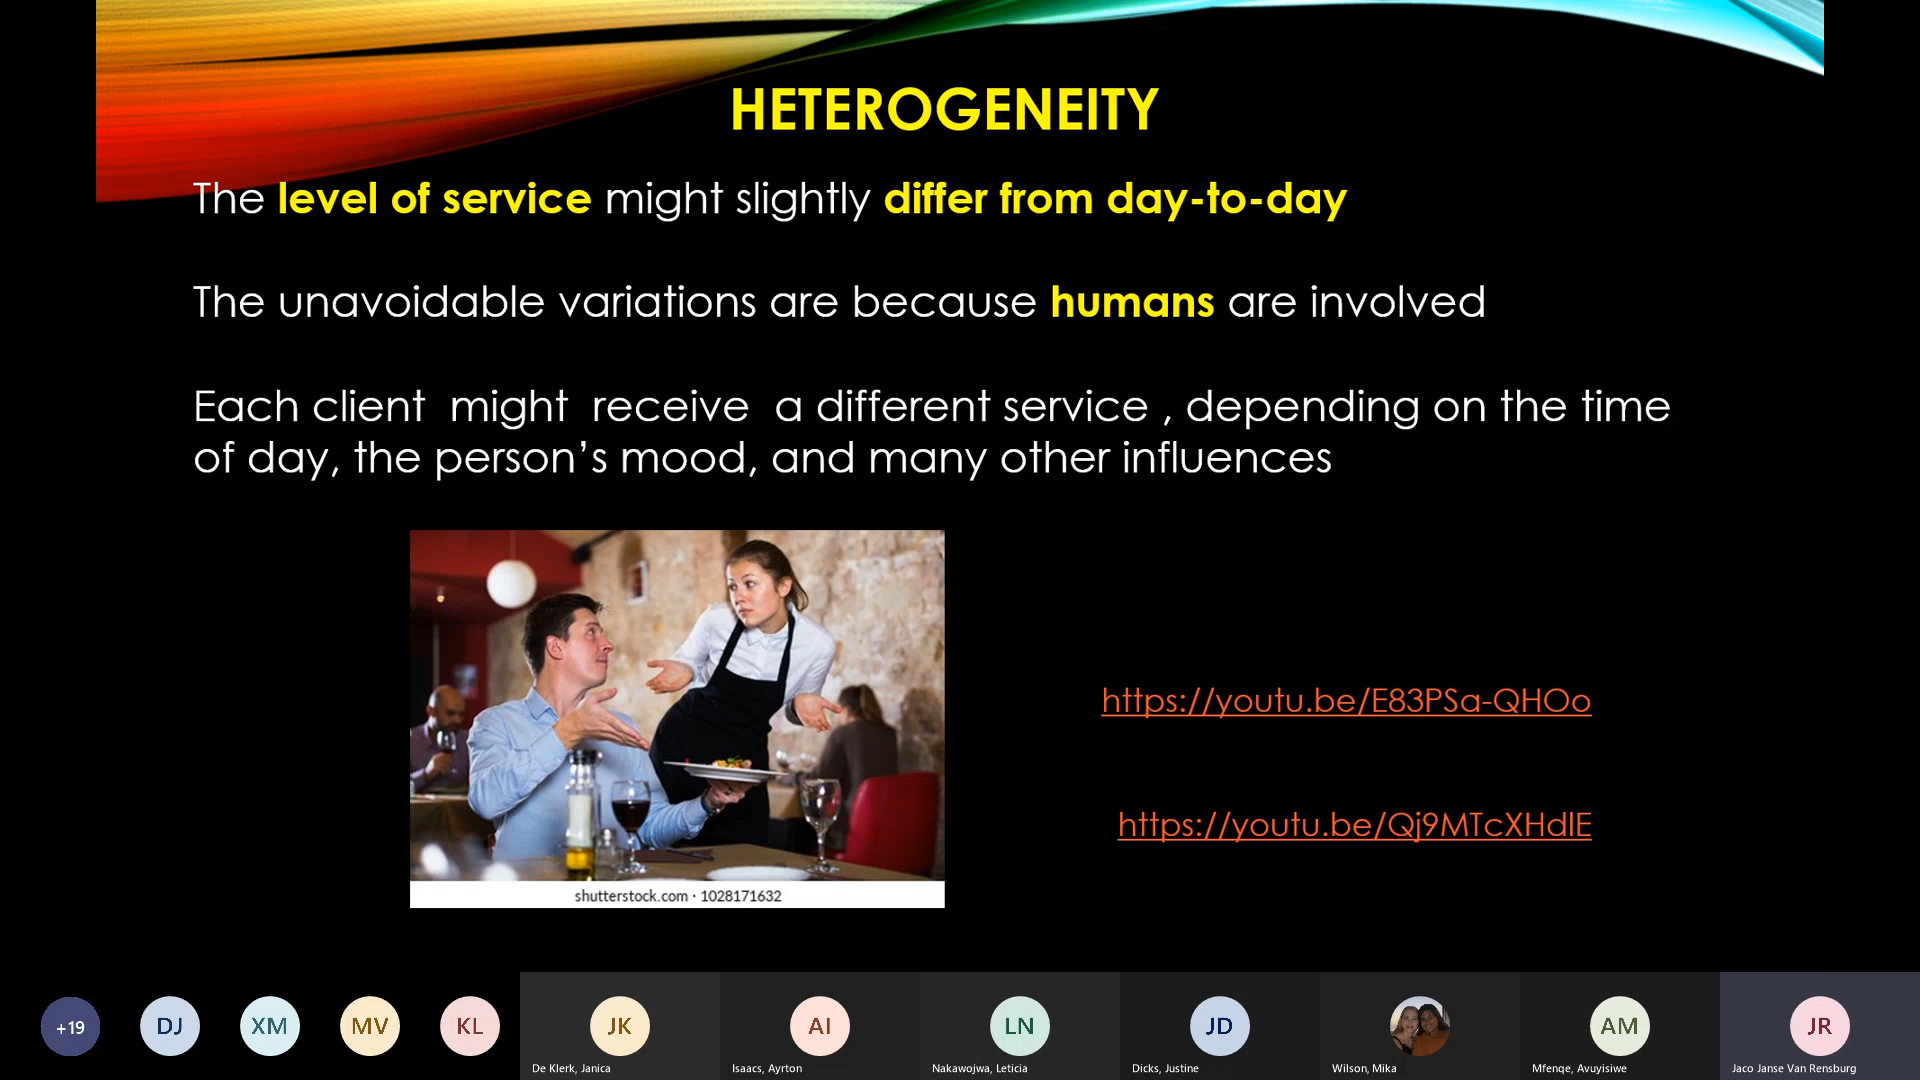 HETEROGENEITY
The level of service might slightly differ from day-to-day
The unavoidable variations are because humans are involved
Each client might receive a different service , depending on the time
of day, the person’s mood, and many other influences
https://youtu.be/E83PSa-QHOo
https://youtu.be/Qj9MTcXHdlE
shutterstock.com · 1028171632
+19
DJ
XM
MV
KL
JK
AI
LN
JD
AM
JR
De Klerk, Janica
Isaacs, Ayrton
Nakawojwa, Leticia
Dicks, Justine
Wilson, Mika
Mfenqe, Avuyisiwe
Jaco Janse Van Rensburg